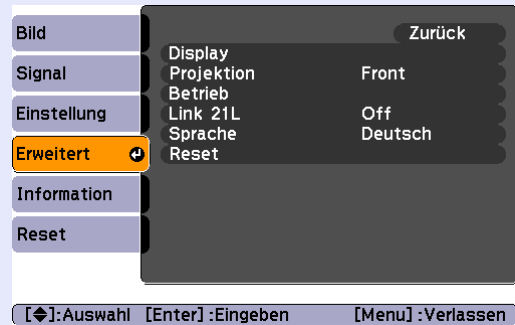 Bild
Signal
Einstellung
Erweitert
Information
Reset
Zurück
Display
Projektion Front
Betrieb
Link 21L Off
Sprache Deutsch
Reset
[◆]:Auswahl [Enter]:Eingeben [Menu]:Verlassen